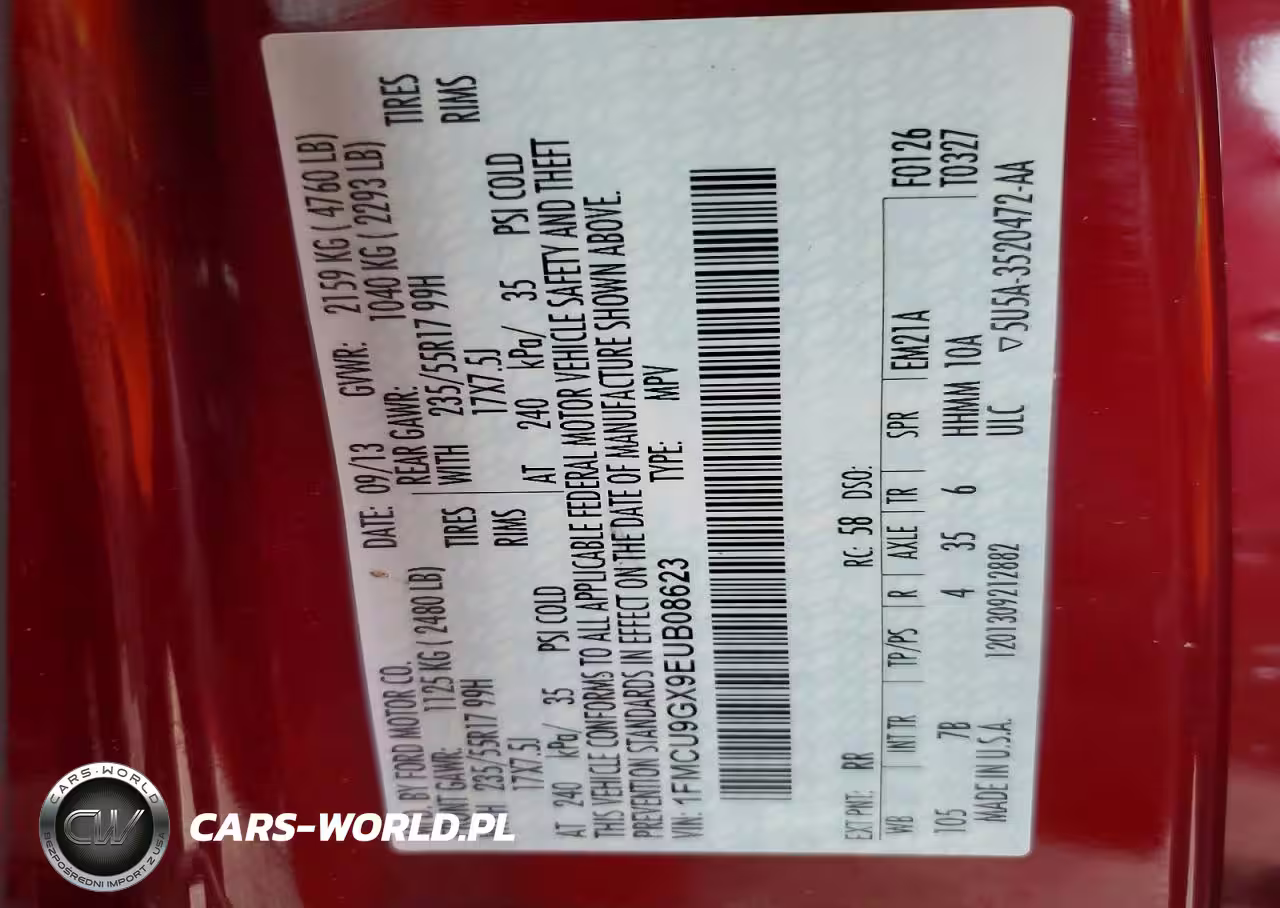 . BY FORD MOTOR CO. DATE: 09/13 GVWR: 2159 KG ( 4760 LB)
NT GAWR: 1125 KG ( 2480 LB) REAR GAWR: 1040 KG ( 2293 LB)
H 235/55R17 99H TIRES WITH 235/55R17 99H TIRES
17X7.5J RIMS 17X7.5J RIMS
AT 240 kPa/ 35 PSI COLD AT 240 kPa/ 35 PSI COLD
THIS VEHICLE CONFORMS TO ALL APPLICABLE FEDERAL MOTOR VEHICLE SAFETY AND THEFT
PREVENTION STANDARDS IN EFFECT ON THE DATE OF MANUFACTURE SHOWN ABOVE.
VIN: 1FMCU9GX9EUB08623 TYPE: MPV
EXT PNT: RR RC: 58 DSO:
WB INT TR TP/PS R AXLE TR SPR EM21A F0126
105 7B 4 35 6 HHMM 10A T0327
MADE IN U.S.A. 1201309212882 ULC ▽5U5A-3520472-AA
CARS-WORLD
CW
BEZPOŚREDNI IMPORT Z USA
CARS-WORLD.PL